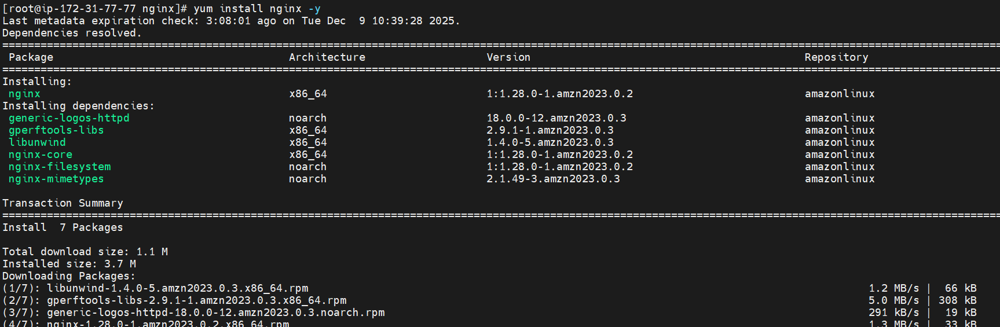 [root@ip-172-31-77-77 nginx]# yum install nginx -y
Last metadata expiration check: 3:08:01 ago on Tue Dec  9 10:39:28 2025.
Dependencies resolved.
================================================================================
 Package                Architecture                Version                Repository
================================================================================
Installing:
 nginx                x86_64                1:1.28.0-1.amzn2023.0.2                amazonlinux
Installing dependencies:
 generic-logos-httpd                noarch                18.0.0-12.amzn2023.0.3                amazonlinux
 gperftools-libs                x86_64                2.9.1-1.amzn2023.0.3                amazonlinux
 libunwind                x86_64                1.4.0-5.amzn2023.0.3                amazonlinux
 nginx-core                x86_64                1:1.28.0-1.amzn2023.0.2                amazonlinux
 nginx-filesystem                noarch                1:1.28.0-1.amzn2023.0.2                amazonlinux
 nginx-mimetypes                noarch                2.1.49-3.amzn2023.0.3                amazonlinux
Transaction Summary
================================================================================
Install  7 Packages
Total download size: 1.1 M
Installed size: 3.7 M
Downloading Packages:
(1/7): libunwind-1.4.0-5.amzn2023.0.3.x86_64.rpm                1.2 MB/s |  66 kB
(2/7): gperftools-libs-2.9.1-1.amzn2023.0.3.x86_64.rpm                5.0 MB/s | 308 kB
(3/7): generic-logos-httpd-18.0.0-12.amzn2023.0.3.noarch.rpm                291 kB/s |  19 kB
(4/7): nginx-1.28.0-1.amzn2023.0.2.x86_64.rpm                1.3 MB/s |  33 kB